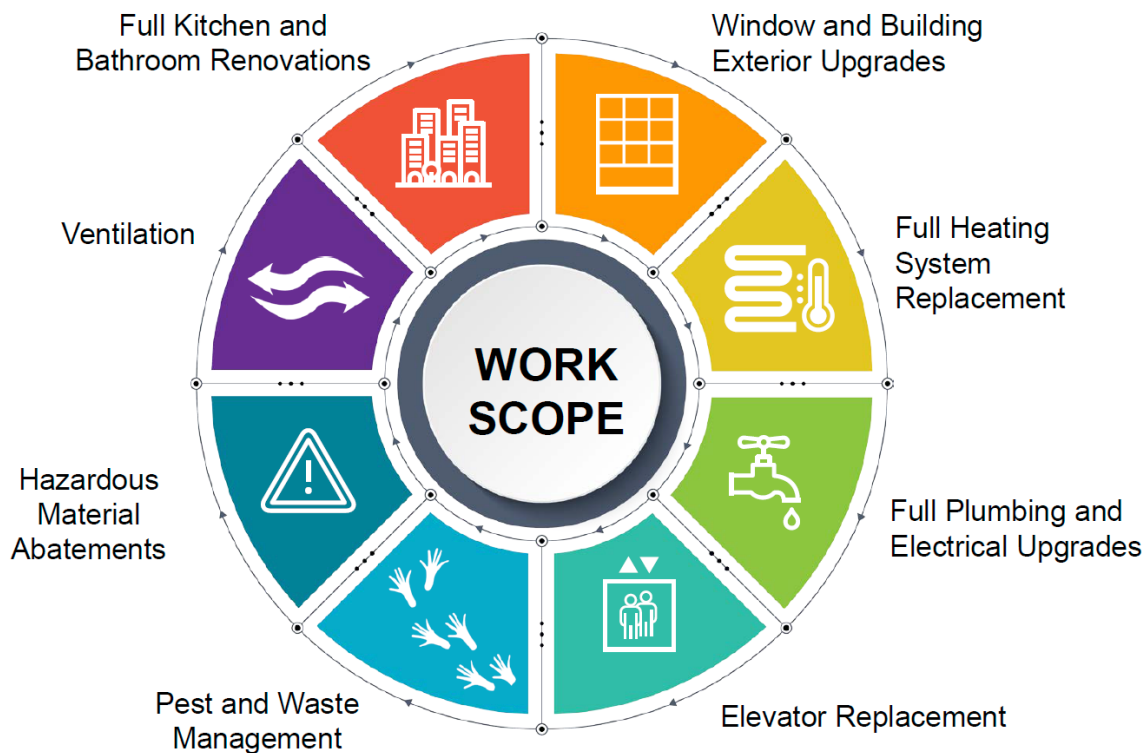 Full Kitchen and
Bathroom Renovations
Window and Building
Exterior Upgrades
Ventilation
Full Heating
System
Replacement
WORK
SCOPE
Hazardous
Material
Abatements
Full Plumbing and
Electrical Upgrades
Pest and Waste
Management
Elevator Replacement